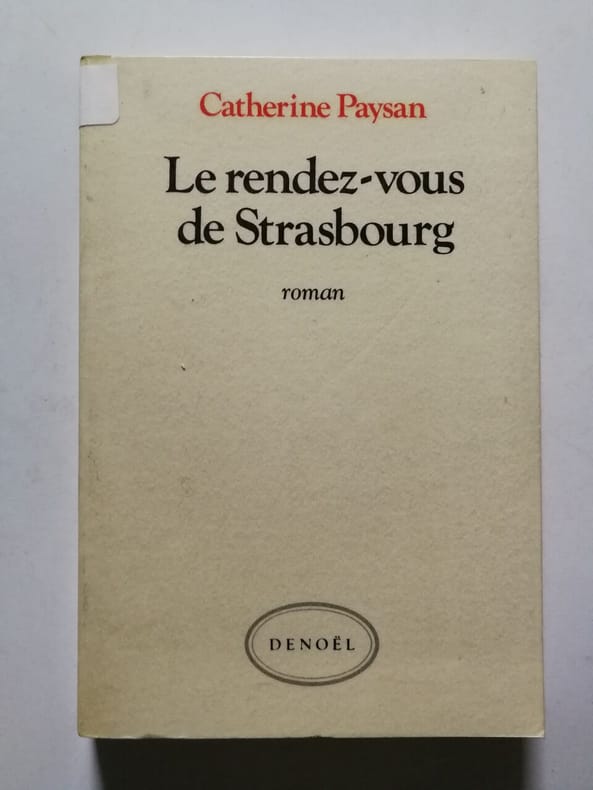 Catherine Paysan
Le rendez-vous
de Strasbourg
roman
DENOËL